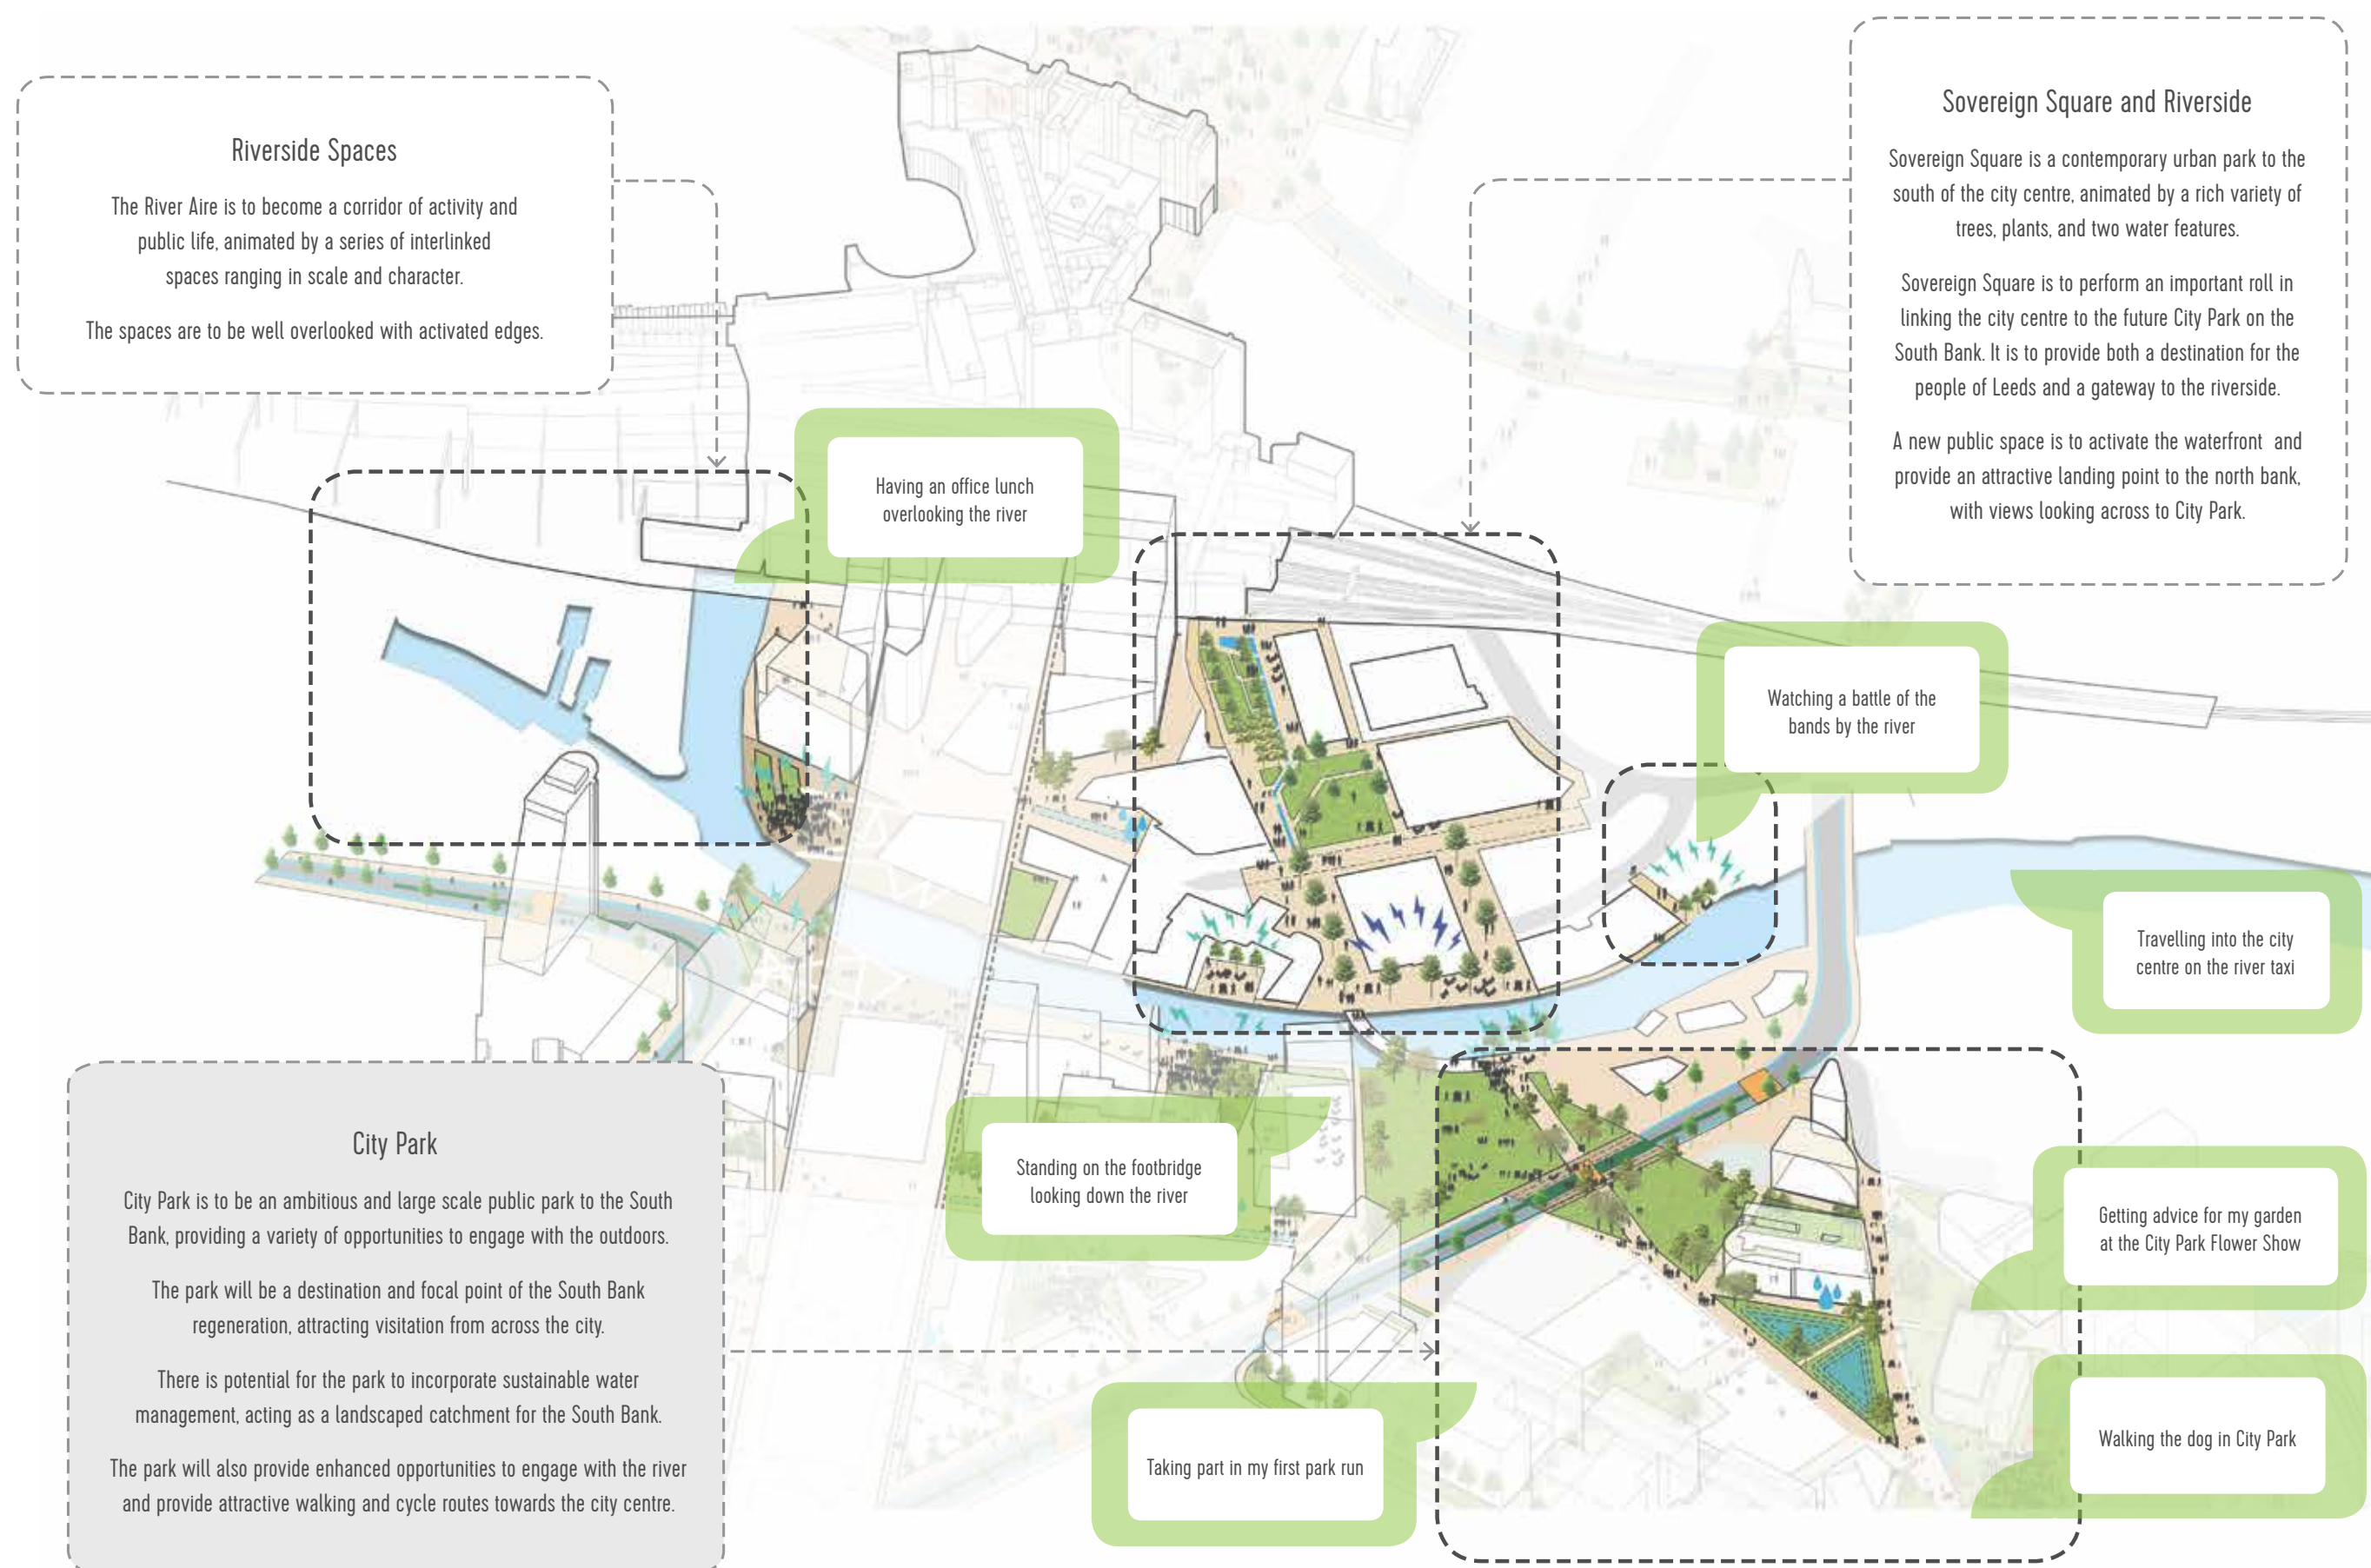 Riverside Spaces
The River Aire is to become a corridor of activity and
public life, animated by a series of interlinked
spaces ranging in scale and character.
The spaces are to be well overlooked with activated edges.
Sovereign Square and Riverside
Sovereign Square is a contemporary urban park to the
south of the city centre, animated by a rich variety of
trees, plants, and two water features.
Sovereign Square is to perform an important roll in
linking the city centre to the future City Park on the
South Bank. It is to provide both a destination for the
people of Leeds and a gateway to the riverside.
A new public space is to activate the waterfront and
provide an attractive landing point to the north bank,
with views looking across to City Park.
Having an office lunch
overlooking the river
Watching a battle of the
bands by the river
Travelling into the city
centre on the river taxi
Standing on the footbridge
looking down the river
Getting advice for my garden
at the City Park Flower Show
Walking the dog in City Park
Taking part in my first park run
City Park
City Park is to be an ambitious and large scale public park to the South
Bank, providing a variety of opportunities to engage with the outdoors.
The park will be a destination and focal point of the South Bank
regeneration, attracting visitation from across the city.
There is potential for the park to incorporate sustainable water
management, acting as a landscaped catchment for the South Bank.
The park will also provide enhanced opportunities to engage with the river
and provide attractive walking and cycle routes towards the city centre.